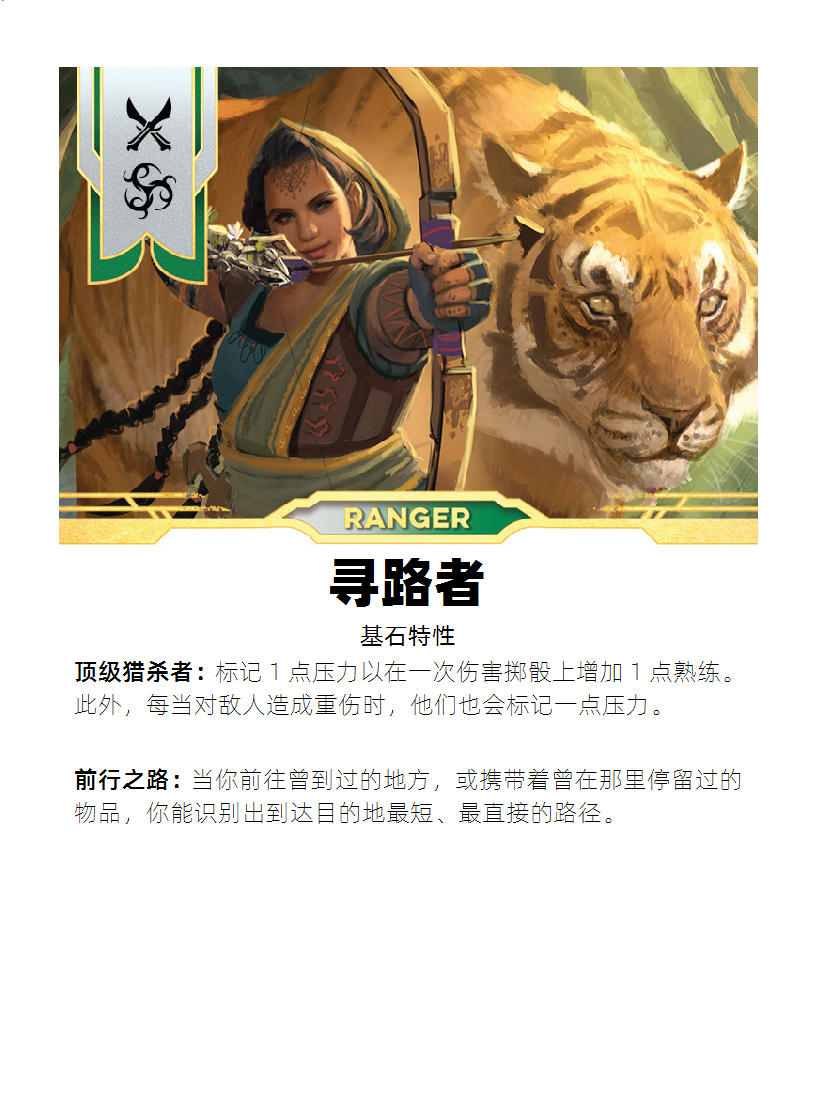 RANGER
寻路者
基石特性
顶级猎杀者：标记 1 点压力以在一次伤害掷骰上增加 1 点熟练。
此外，每当对敌人造成重伤时，他们也会标记一点压力。
前行之路：当你前往曾到过的地方，或携带着曾在那里停留过的
物品，你能识别出到达目的地最短、最直接的路径。